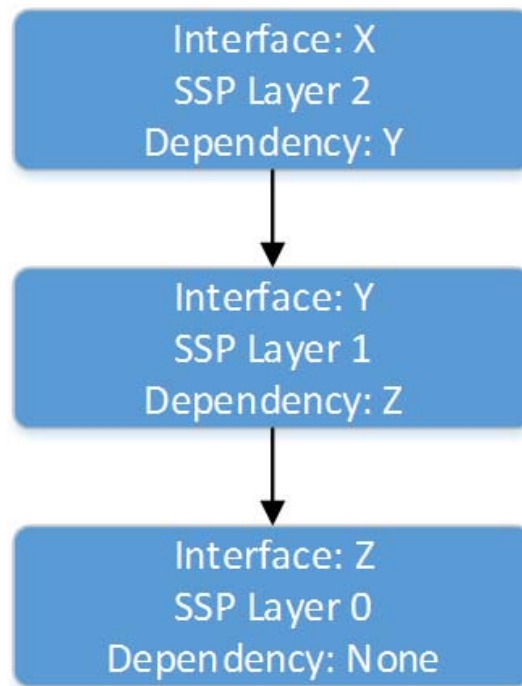 Interface: X
SSP Layer 2
Dependency: Y
Interface: Y
SSP Layer 1
Dependency: Z
Interface: Z
SSP Layer 0
Dependency: None